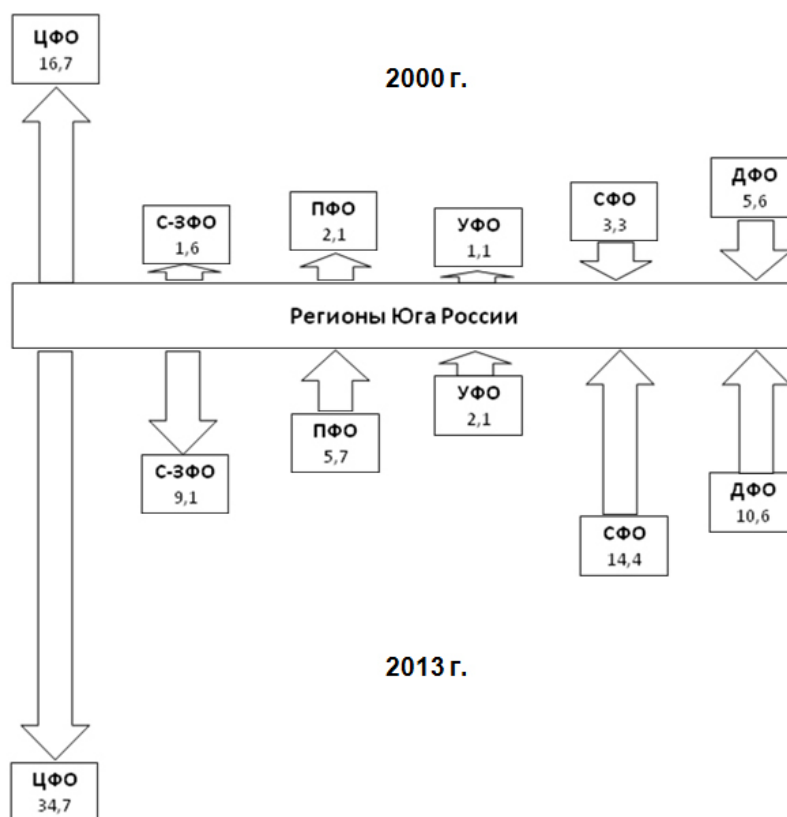 ЦФО
16,7
2000 г.
С-ЗФО
1,6
ПФО
2,1
УФО
1,1
СФО
3,3
ДФО
5,6
Регионы Юга России
С-ЗФО
9,1
ПФО
5,7
УФО
2,1
СФО
14,4
ДФО
10,6
2013 г.
ЦФО
34,7